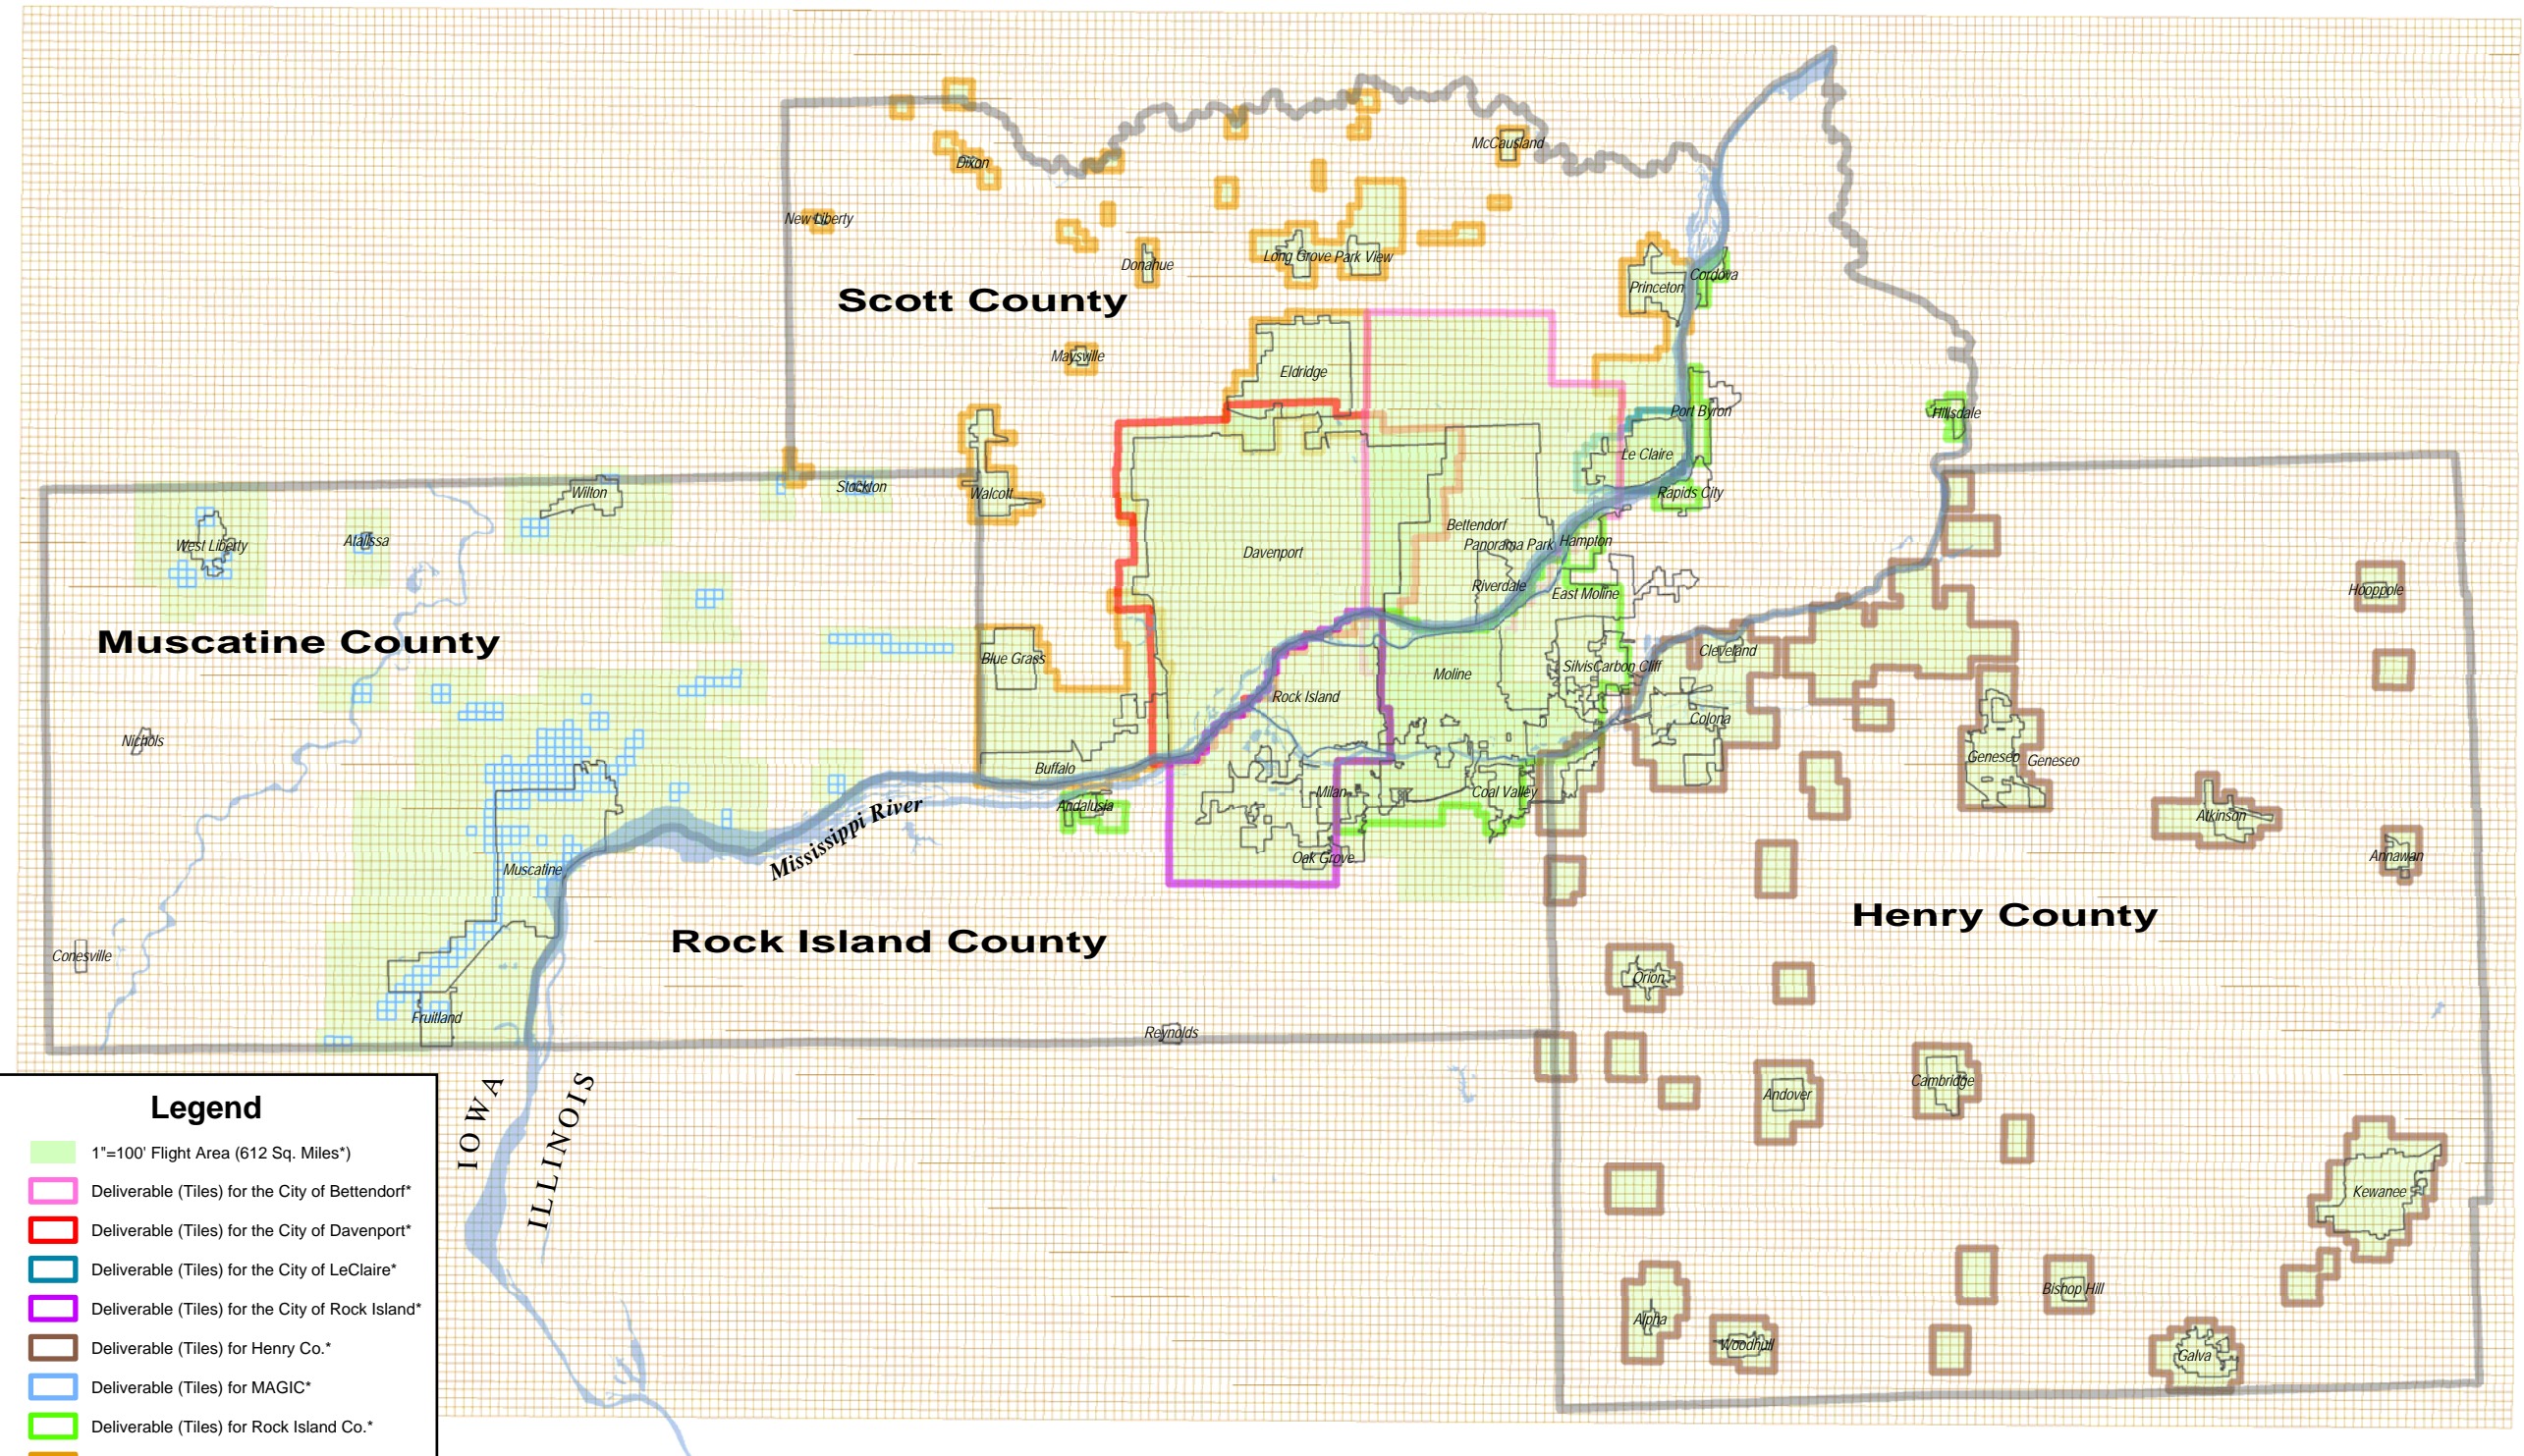 McCausland
Dixon
New Liberty
Donahue
Long Grove
Park View
Cordova
Princeton
Scott County
Maysville
Eldridge
Port Byron
Hillsdale
Le Claire
Wilton
Stockton
Walcott
Rapids City
West Liberty
Atalissa
Davenport
Bettendorf
Panorama Park
Hampton
Riverdale
East Moline
Hooppole
Muscatine County
Blue Grass
Cleveland
Silvis
Carbon Cliff
Moline
Rock Island
Colona
Nichols
Geneseo
Geneseo
Buffalo
Andalusia
Milan
Coal Valley
Atkinson
Mississippi River
Oak Grove
Annawan
Muscatine
Henry County
Rock Island County
Conesville
Orion
Fruitland
Reynolds
Andover
Cambridge
IOWA
ILLINOIS
Kewanee
Bishop Hill
Alpha
Woodhull
Galva
Legend
1"=100' Flight Area (612 Sq. Miles*)
Deliverable (Tiles) for the City of Bettendorf*
Deliverable (Tiles) for the City of Davenport*
Deliverable (Tiles) for the City of LeClaire*
Deliverable (Tiles) for the City of Rock Island*
Deliverable (Tiles) for Henry Co.*
Deliverable (Tiles) for MAGIC*
Deliverable (Tiles) for Rock Island Co.*